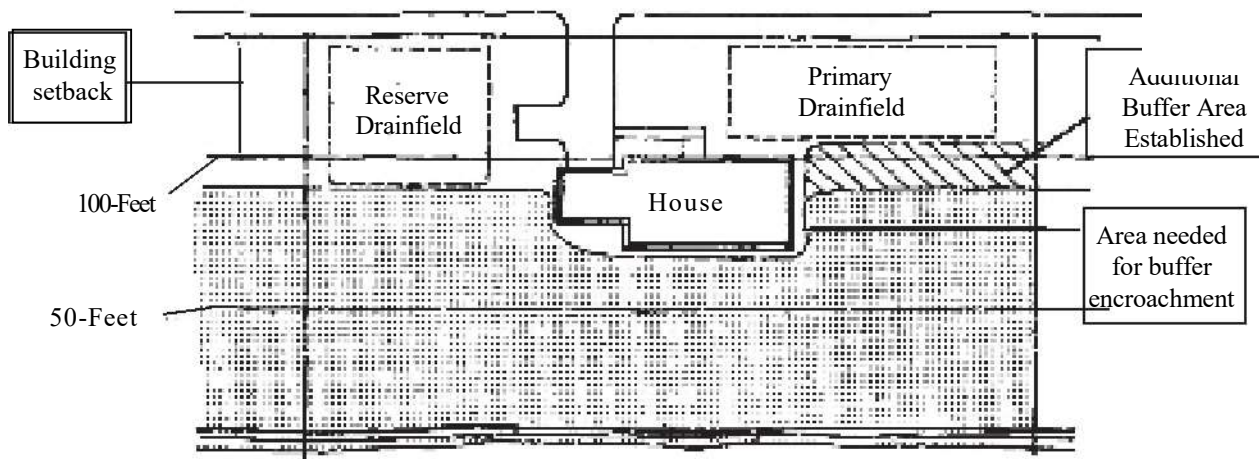 Building
setback
Reserve
Drainfield
Primary
Drainfield
Additional
Buffer Area
Established
100-Feet
House
Area needed
for buffer
encroachment
50-Feet